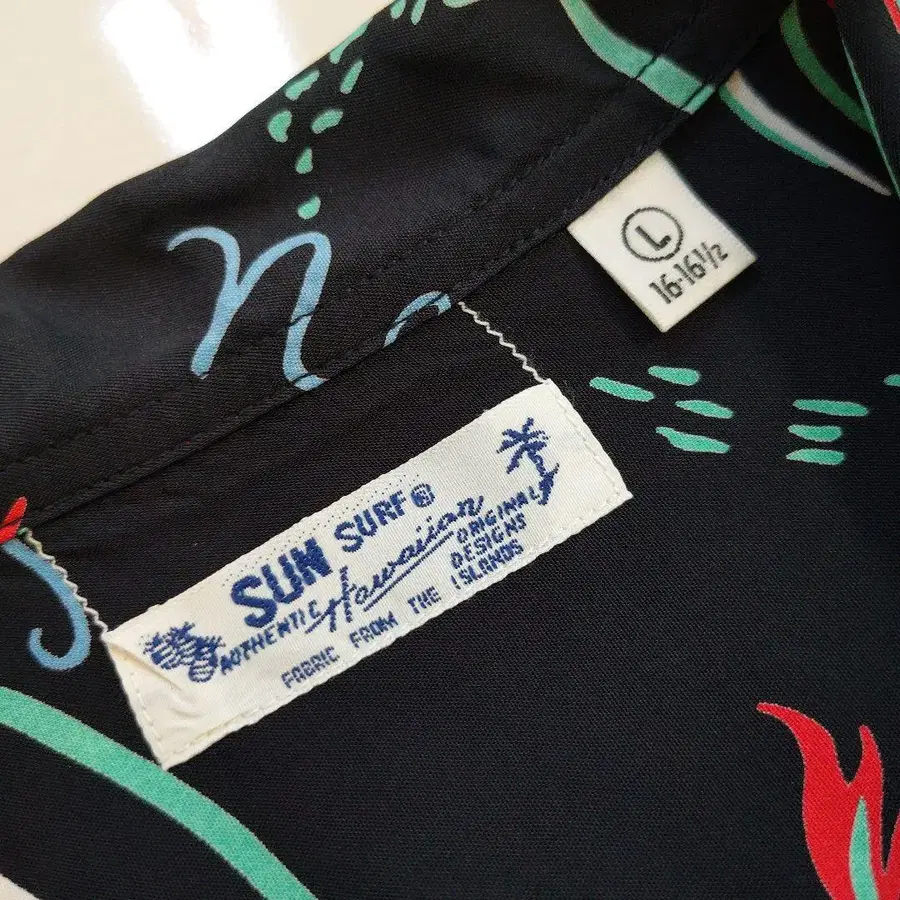 L
16-16½
SUN SURF®
AUTHENTIC Hawaiian ORIGINAL DESIGNS
FABRIC FROM THE ISLANDS